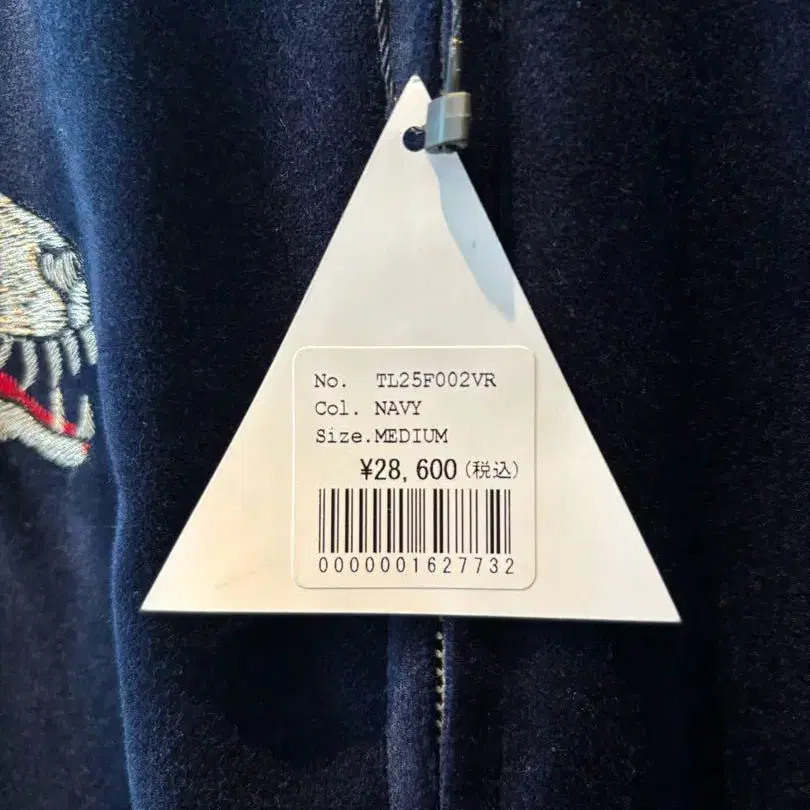 No. TL25F002VR
Col. NAVY
Size.MEDIUM
¥28,600(税込)
0000001627732